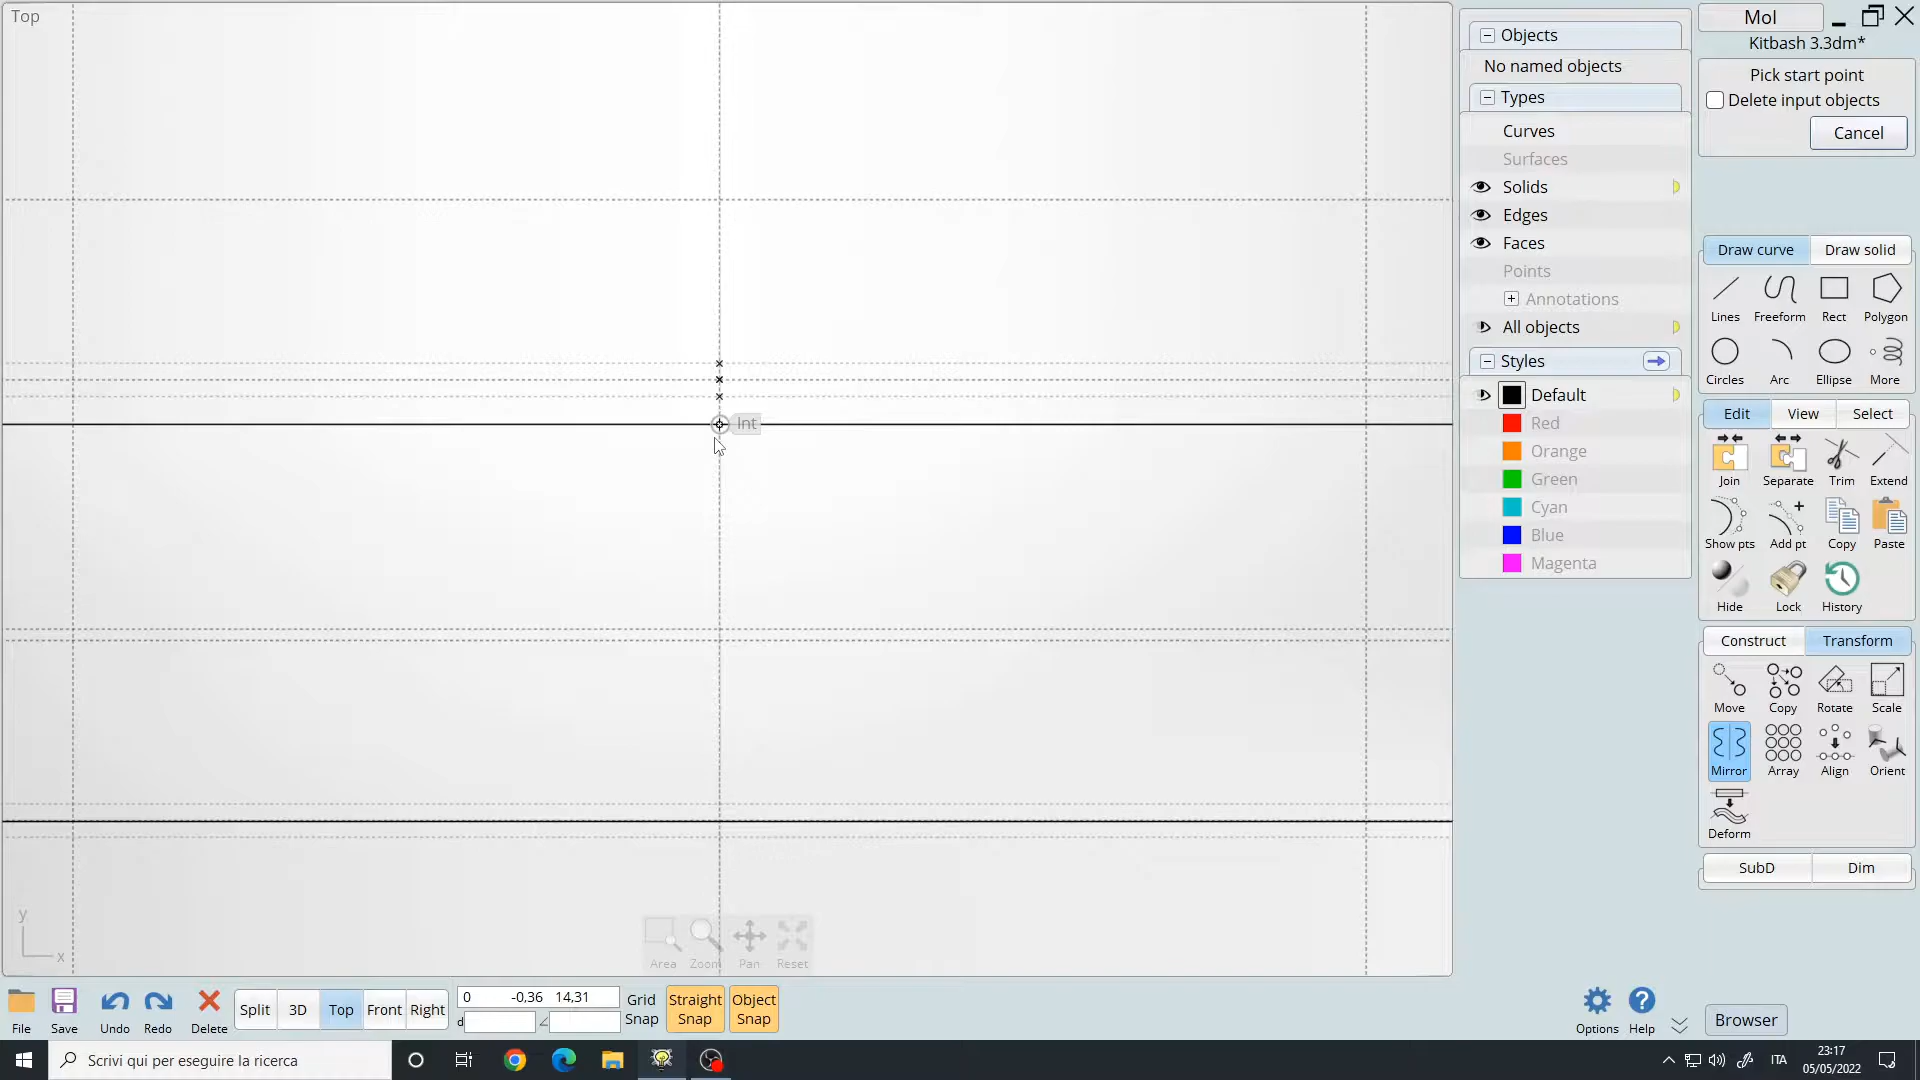 Top
Int
y
x
Area Zoom Pan Reset
Objects
No named objects
Types
Curves
Surfaces
Solids
Edges
Faces
Points
Annotations
All objects
Styles
Default
Red
Orange
Green
Cyan
Blue
Magenta
MoI
Kitbash 3.3dm*
Pick start point
Delete input objects
Cancel
Draw curve Draw solid
Lines Freeform Rect Polygon
Circles Arc Ellipse More
Edit View Select
Join Separate Trim Extend
Show pts Add pt Copy Paste
Hide Lock History
Construct Transform
Move Copy Rotate Scale
Mirror Array Align Orient
Deform
SubD Dim
File Save Undo Redo Delete
Split 3D Top Front Right
0 -0,36 14,31
d
Grid Snap
Straight Snap
Object Snap
Options Help
Browser
Scrivi qui per eseguire la ricerca
ITA
23:17
05/05/2022